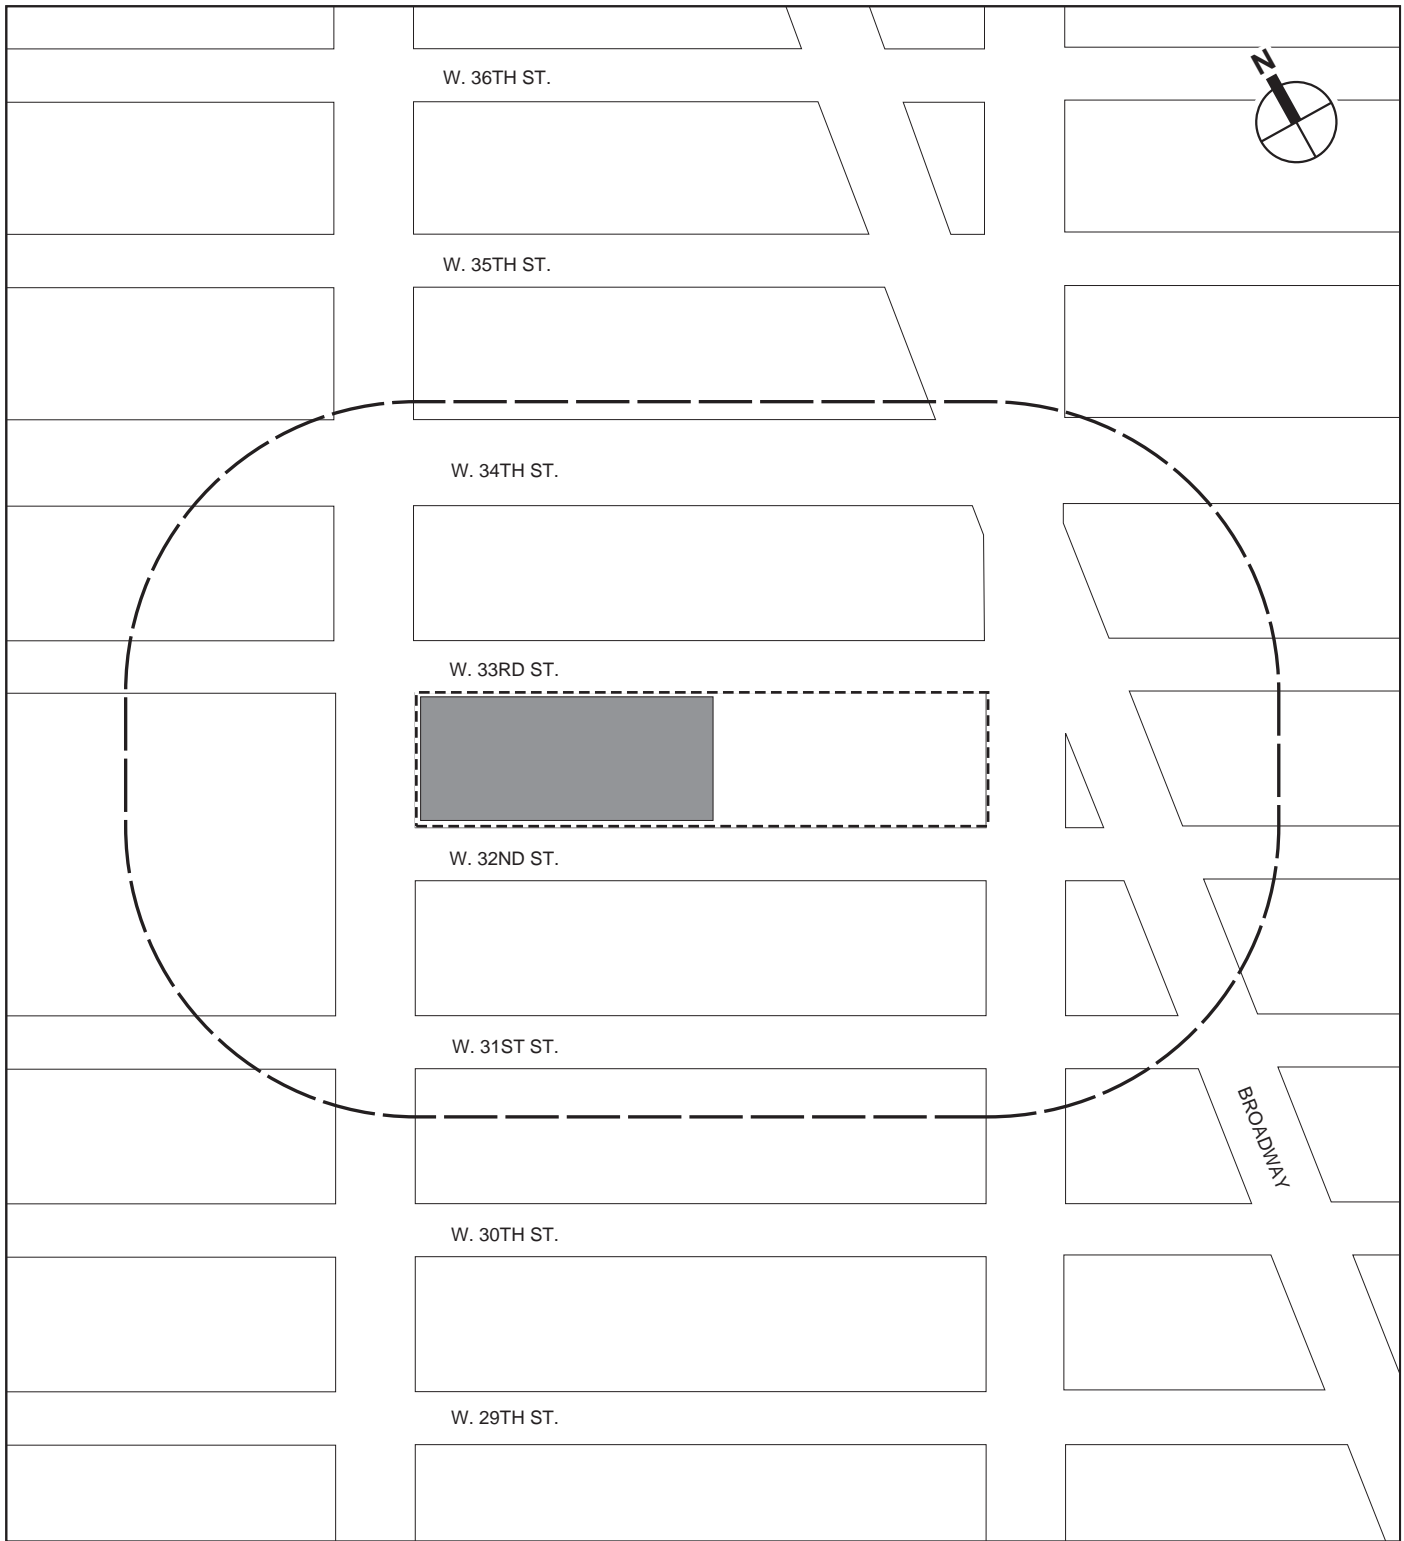 W. 36TH ST.
N
W. 35TH ST.
W. 34TH ST.
W. 33RD ST.
W. 32ND ST.
W. 31ST ST.
BROADWAY
W. 30TH ST.
W. 29TH ST.